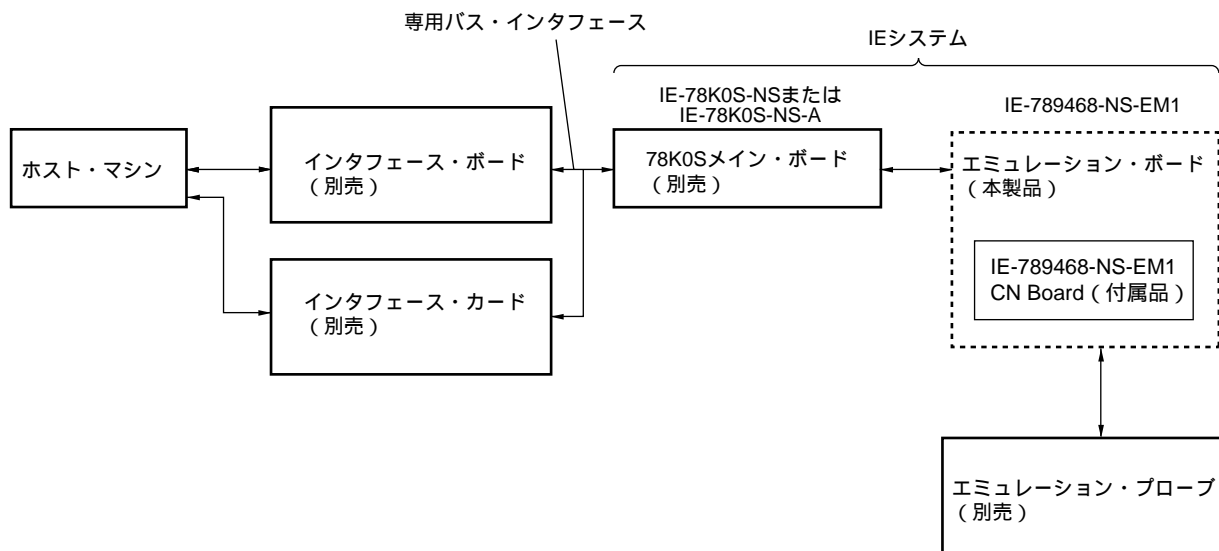 専用バス・インタフェース
IEシステム
IE-78K0S-NSまたは
IE-78K0S-NS-A
IE-789468-NS-EM1
ホスト・マシン
インタフェース・ボード
（別売）
78K0Sメイン・ボード
（別売）
エミュレーション・ボード
（本製品）
IE-789468-NS-EM1
CN Board（付属品）
インタフェース・カード
（別売）
エミュレーション・プローブ
（別売）